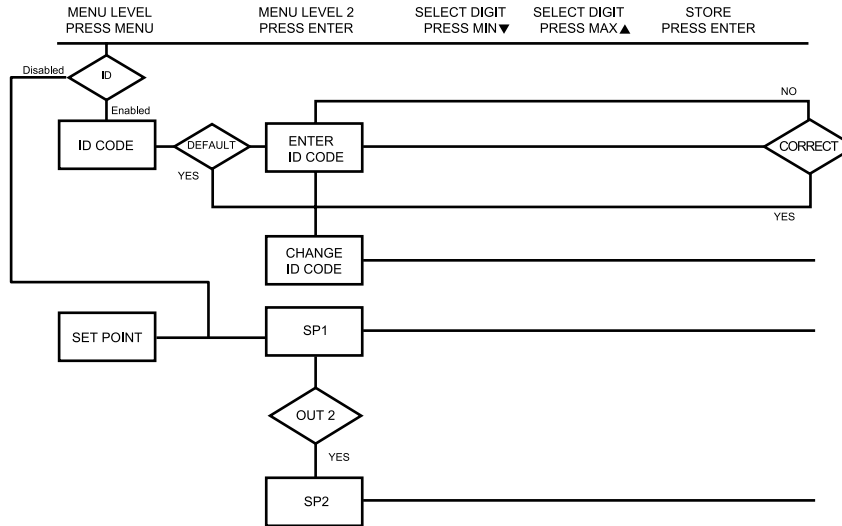 MENU LEVEL
PRESS MENU
MENU LEVEL 2
PRESS ENTER
SELECT DIGIT
PRESS MIN▼
SELECT DIGIT
PRESS MAX▲
STORE
PRESS ENTER
Disabled
ID
Enabled
NO
ID CODE
DEFAULT
ENTER
ID CODE
CORRECT
YES
YES
CHANGE
ID CODE
SET POINT
SP1
OUT 2
YES
SP2